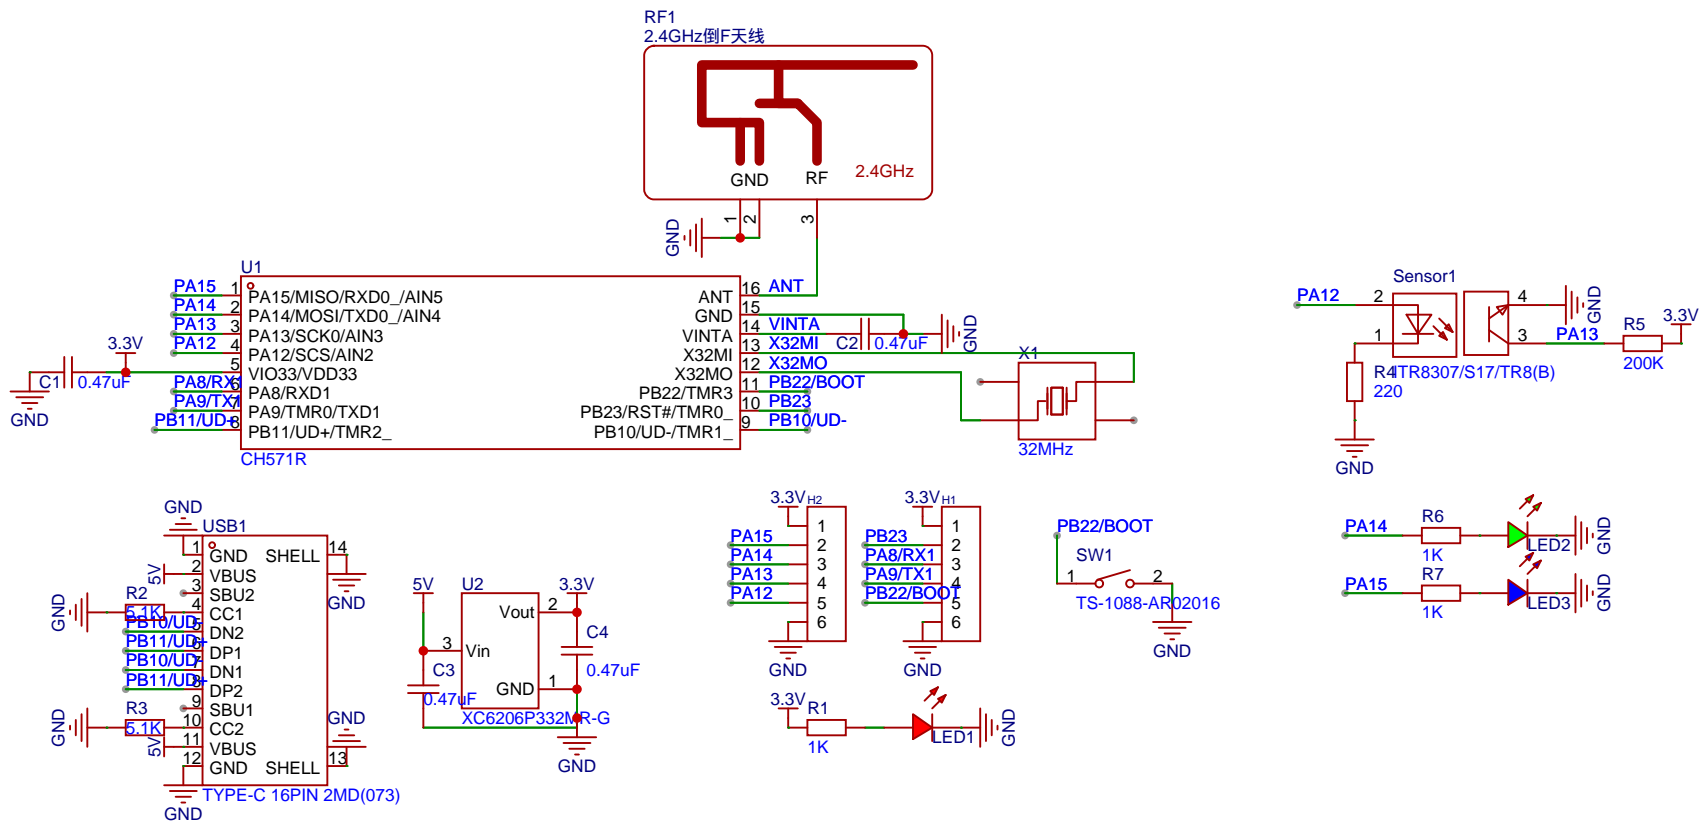 RF1
2.4GHz倒F天线
GND
RF
2.4GHz
1
2
3
GND
U1
PA15
1
PA15/MISO/RXD0_/AIN5
PA14
2
PA14/MOSI/TXD0_/AIN4
PA13
3
PA13/SCK0/AIN3
PA12
4
PA12/SCS/AIN2
3.3V
5
VIO33/VDD33
C1
0.47uF
GND
PA8/RX1
6
PA8/RXD1
PA9/TX1
7
PA9/TMR0/TXD1
PB11/UD+
8
PB11/UD+/TMR2_
CH571R
ANT
16
ANT
GND
15
VINTA
14
VINTA
C2
0.47uF
GND
X32MI
13
X32MI
X32MO
12
X32MO
PB22/TMR3
11
PB22/BOOT
PB23/RST#/TMR0_
10
PB23
PB10/UD-/TMR1_
9
PB10/UD-
X1
32MHz
Sensor1
PA12
2
1
4
3
GND
PA13
R5
200K
3.3V
R4
220
ITR8307/S17/TR8(B)
GND
GND
USB1
1
GND
SHELL
14
GND
5V
2
VBUS
3
SBU2
R2
5.1K
GND
4
CC1
PB10/UD-
5
DN2
PB11/UD+
6
DP1
PB10/UD-
7
DN1
PB11/UD+
8
DP2
9
SBU1
R3
5.1K
GND
10
CC2
5V
11
VBUS
12
GND
SHELL
13
GND
GND
TYPE-C 16PIN 2MD(073)
5V
U2
3.3V
Vout
2
3
Vin
GND
1
C3
0.47uF
C4
0.47uF
XC6206P332MR-G
GND
3.3V
H2
1
PA15
2
PA14
3
PA13
4
PA12
5
6
GND
3.3V
H1
1
PB23
2
PA8/RX1
3
PA9/TX1
4
PB22/BOOT
5
6
GND
3.3V
R1
1K
LED1
GND
PB22/BOOT
SW1
1
2
TS-1088-AR02016
GND
PA14
R6
1K
LED2
GND
PA15
R7
1K
LED3
GND